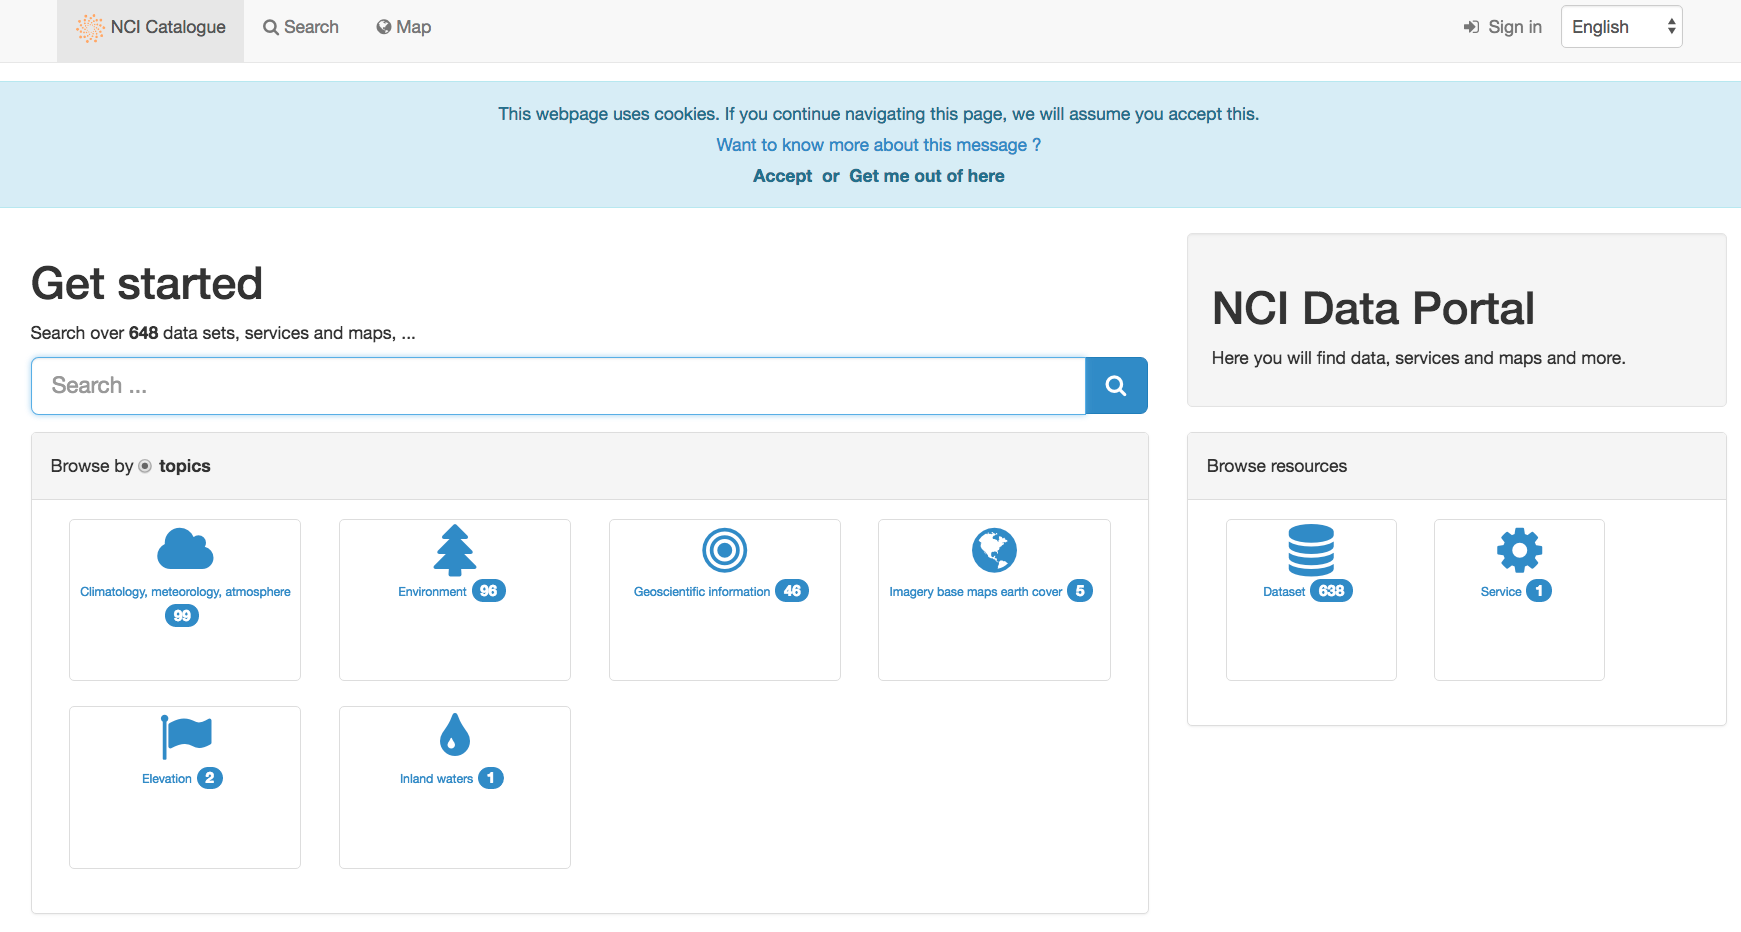 NCI Catalogue Search Map Sign in English
This webpage uses cookies. If you continue navigating this page, we will assume you accept this.
Want to know more about this message ?
Accept or Get me out of here
Get started
Search over 648 data sets, services and maps, ...
Search ...
NCI Data Portal
Here you will find data, services and maps and more.
Browse by topics
Climatology, meteorology, atmosphere
99
Environment 96
Geoscientific information 46
Imagery base maps earth cover 5
Elevation 2
Inland waters 1
Browse resources
Dataset 638
Service 1